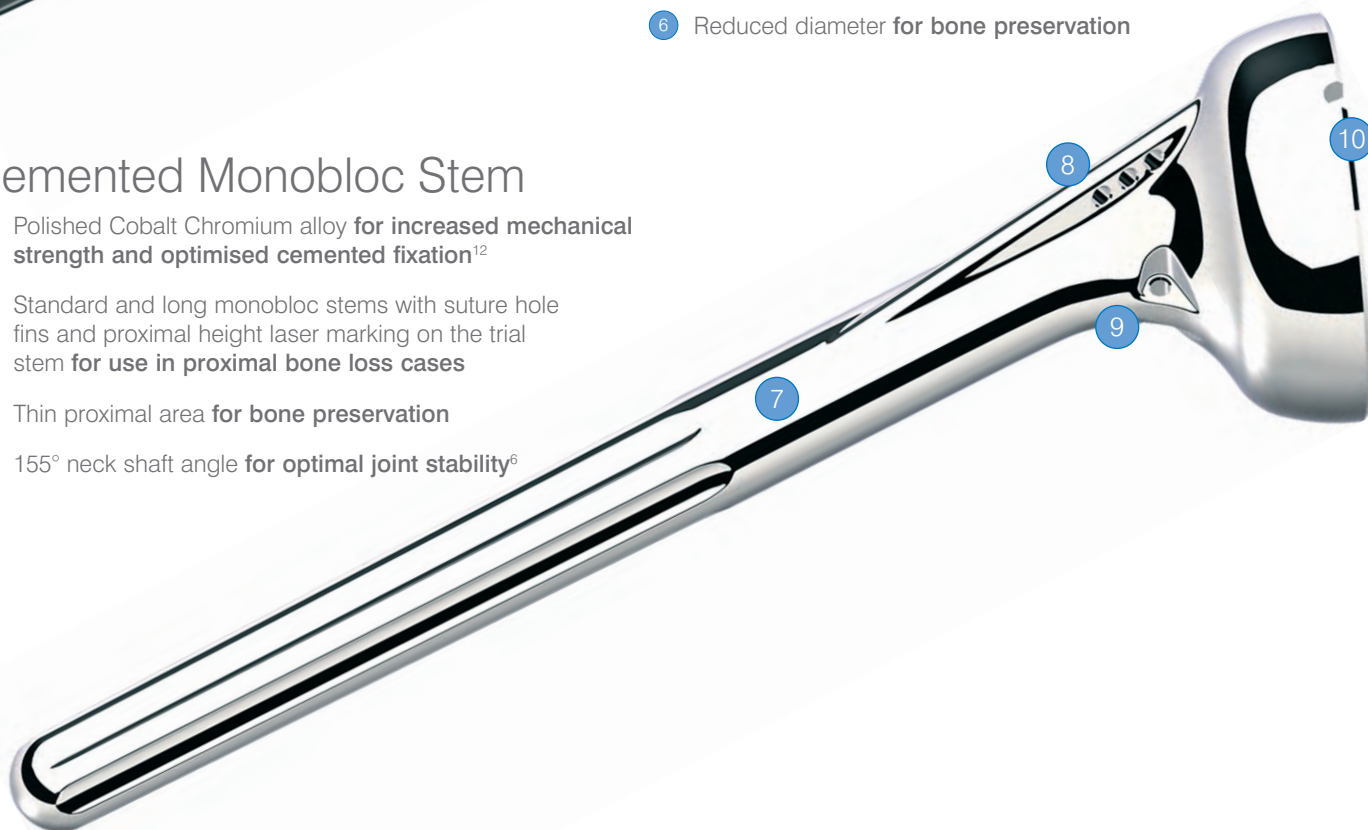 6 Reduced diameter for bone preservation
emented Monobloc Stem
Polished Cobalt Chromium alloy for increased mechanical
strength and optimised cemented fixation12
Standard and long monobloc stems with suture hole
fins and proximal height laser marking on the trial
stem for use in proximal bone loss cases
Thin proximal area for bone preservation
155° neck shaft angle for optimal joint stability6
10
8
9
7